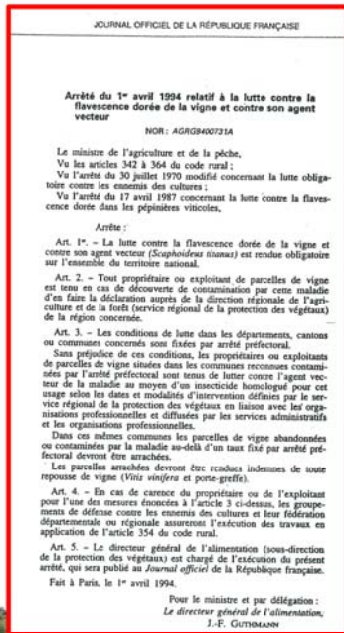 JOURNAL OFFICIEL DE LA RÉPUBLIQUE FRANÇAISE
Arrêté du 1er avril 1994 relatif à la lutte contre la
flavescence dorée de la vigne et contre son agent
vecteur
NOR : AGRG9400731A
Le ministre de l'agriculture et de la pêche,
Vu les articles 342 à 364 du code rural ;
Vu l'arrêté du 30 juillet 1970 modifié concernant la lutte obliga-
toire contre les ennemis des cultures ;
Vu l'arrêté du 17 avril 1987 concernant la lutte contre la flaves-
cence dorée dans les pépinières viticoles,
Arrête :
Art. 1er. – La lutte contre la flavescence dorée de la vigne et
contre son agent vecteur (Scaphoideus titanus) est rendue obligatoire
sur l'ensemble du territoire national.
Art. 2. – Tout propriétaire ou exploitant de parcelles de vigne
est tenu en cas de découverte de contamination par cette maladie
d'en faire la déclaration auprès de la direction régionale de l'agri-
culture et de la forêt (service régional de la protection des végétaux)
de la région concernée.
Art. 3. – Les conditions de lutte dans les départements, cantons
ou communes concernés sont fixées par arrêté préfectoral.
Sans préjudice de ces conditions, les propriétaires ou exploitants
de parcelles de vigne situées dans les communes reconnues contami-
nées par l'arrêté préfectoral sont tenus de lutter contre l'agent vec-
teur de la maladie au moyen d'un insecticide homologué pour cet
usage selon les dates et modalités d'intervention définies par le ser-
vice régional de la protection des végétaux en liaison avec les orga-
nisations professionnelles et diffusées par les services administratifs
et les organisations professionnelles.
Dans ces mêmes communes les parcelles de vigne abandonnées
ou contaminées par la maladie au-delà d'un taux fixé par arrêté pré-
fectoral devront être arrachées.
Les parcelles arrachées devront être rendues indemnes de toute
repousse de vigne (Vitis vinifera et porte-greffe).
Art. 4. – En cas de carence du propriétaire ou de l'exploitant
pour l'une des mesures énoncées à l'article 3 ci-dessus, les groupe-
ments de défense contre les ennemis des cultures et leur fédération
départementale ou régionale assureront l'exécution des travaux en
application de l'article 354 du code rural.
Art. 5. – Le directeur général de l'alimentation (sous-direction
de la protection des végétaux) est chargé de l'exécution du présent
arrêté, qui sera publié au Journal officiel de la République française.
Fait à Paris, le 1er avril 1994.
Pour le ministre et par délégation :
Le directeur général de l'alimentation,
J.-F. GUTHMANN